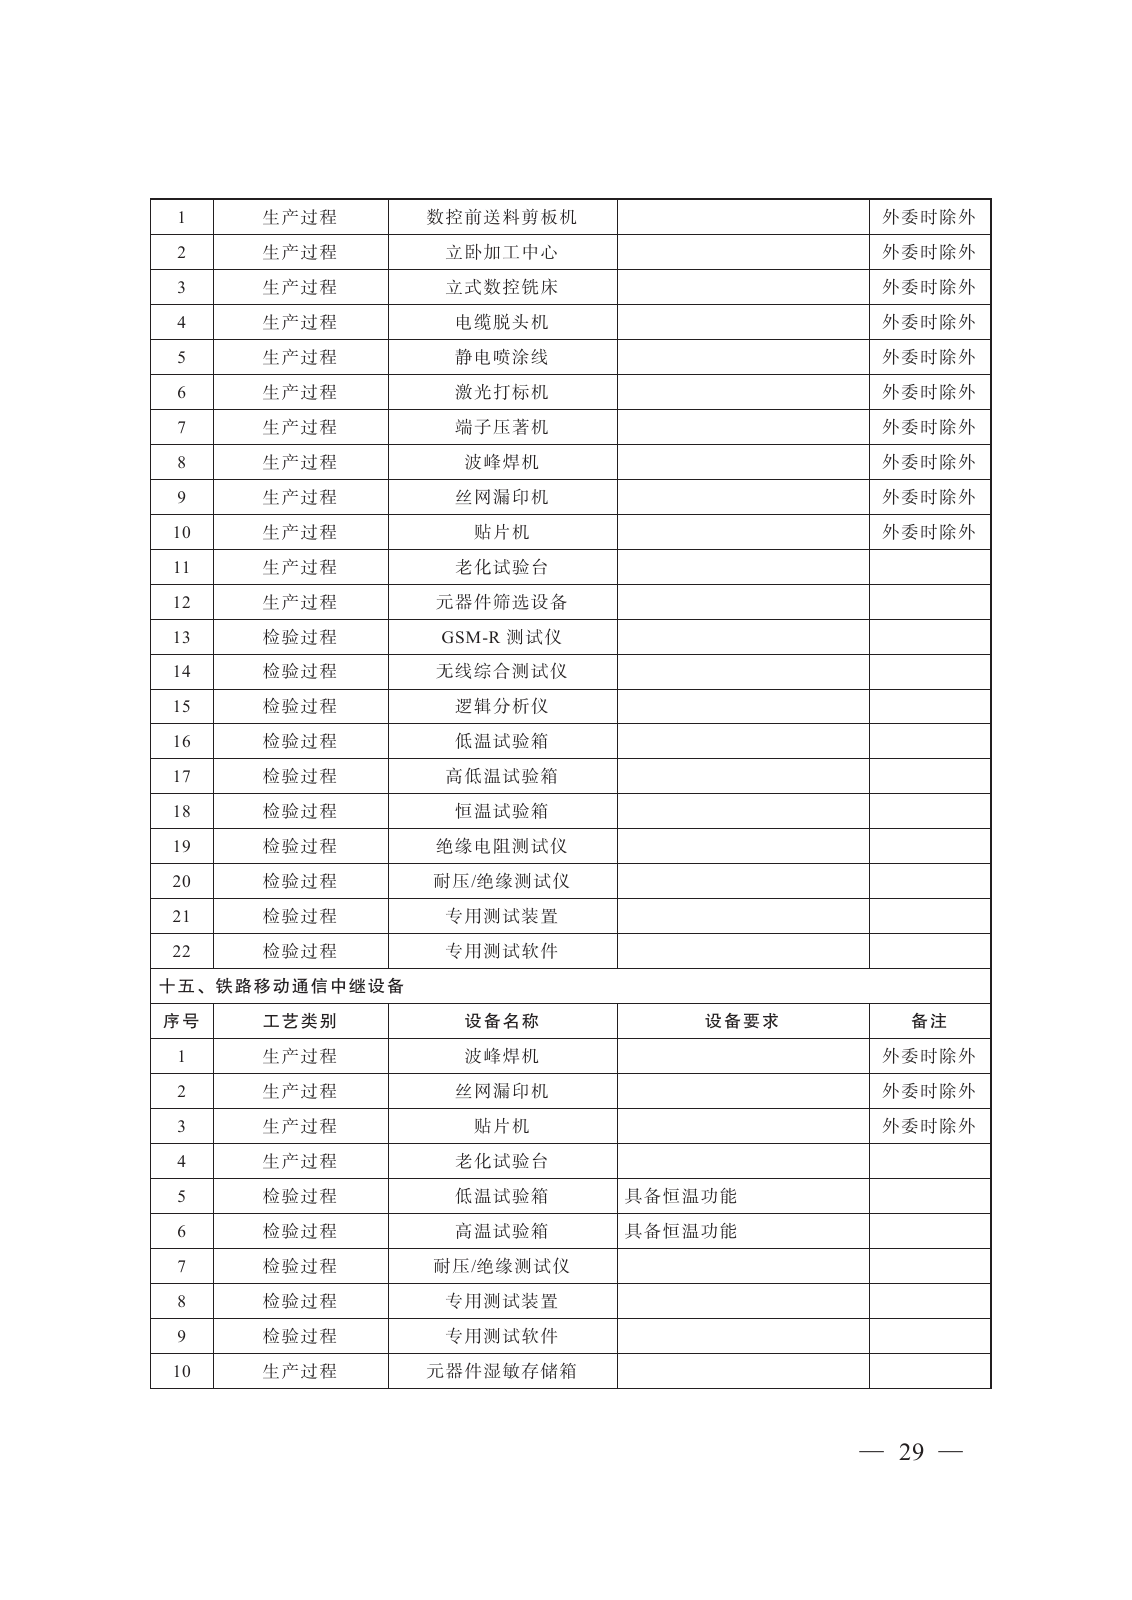 1 生产过程 数控前送料剪板机 外委时除外
2 生产过程 立卧加工中心 外委时除外
3 生产过程 立式数控铣床 外委时除外
4 生产过程 电缆脱头机 外委时除外
5 生产过程 静电喷涂线 外委时除外
6 生产过程 激光打标机 外委时除外
7 生产过程 端子压著机 外委时除外
8 生产过程 波峰焊机 外委时除外
9 生产过程 丝网漏印机 外委时除外
10 生产过程 贴片机 外委时除外
11 生产过程 老化试验台
12 生产过程 元器件筛选设备
13 检验过程 GSM-R 测试仪
14 检验过程 无线综合测试仪
15 检验过程 逻辑分析仪
16 检验过程 低温试验箱
17 检验过程 高低温试验箱
18 检验过程 恒温试验箱
19 检验过程 绝缘电阻测试仪
20 检验过程 耐压/绝缘测试仪
21 检验过程 专用测试装置
22 检验过程 专用测试软件
十五、铁路移动通信中继设备
序号 工艺类别 设备名称 设备要求 备注
1 生产过程 波峰焊机 外委时除外
2 生产过程 丝网漏印机 外委时除外
3 生产过程 贴片机 外委时除外
4 生产过程 老化试验台
5 检验过程 低温试验箱 具备恒温功能
6 检验过程 高温试验箱 具备恒温功能
7 检验过程 耐压/绝缘测试仪
8 检验过程 专用测试装置
9 检验过程 专用测试软件
10 生产过程 元器件湿敏存储箱
— 29 —